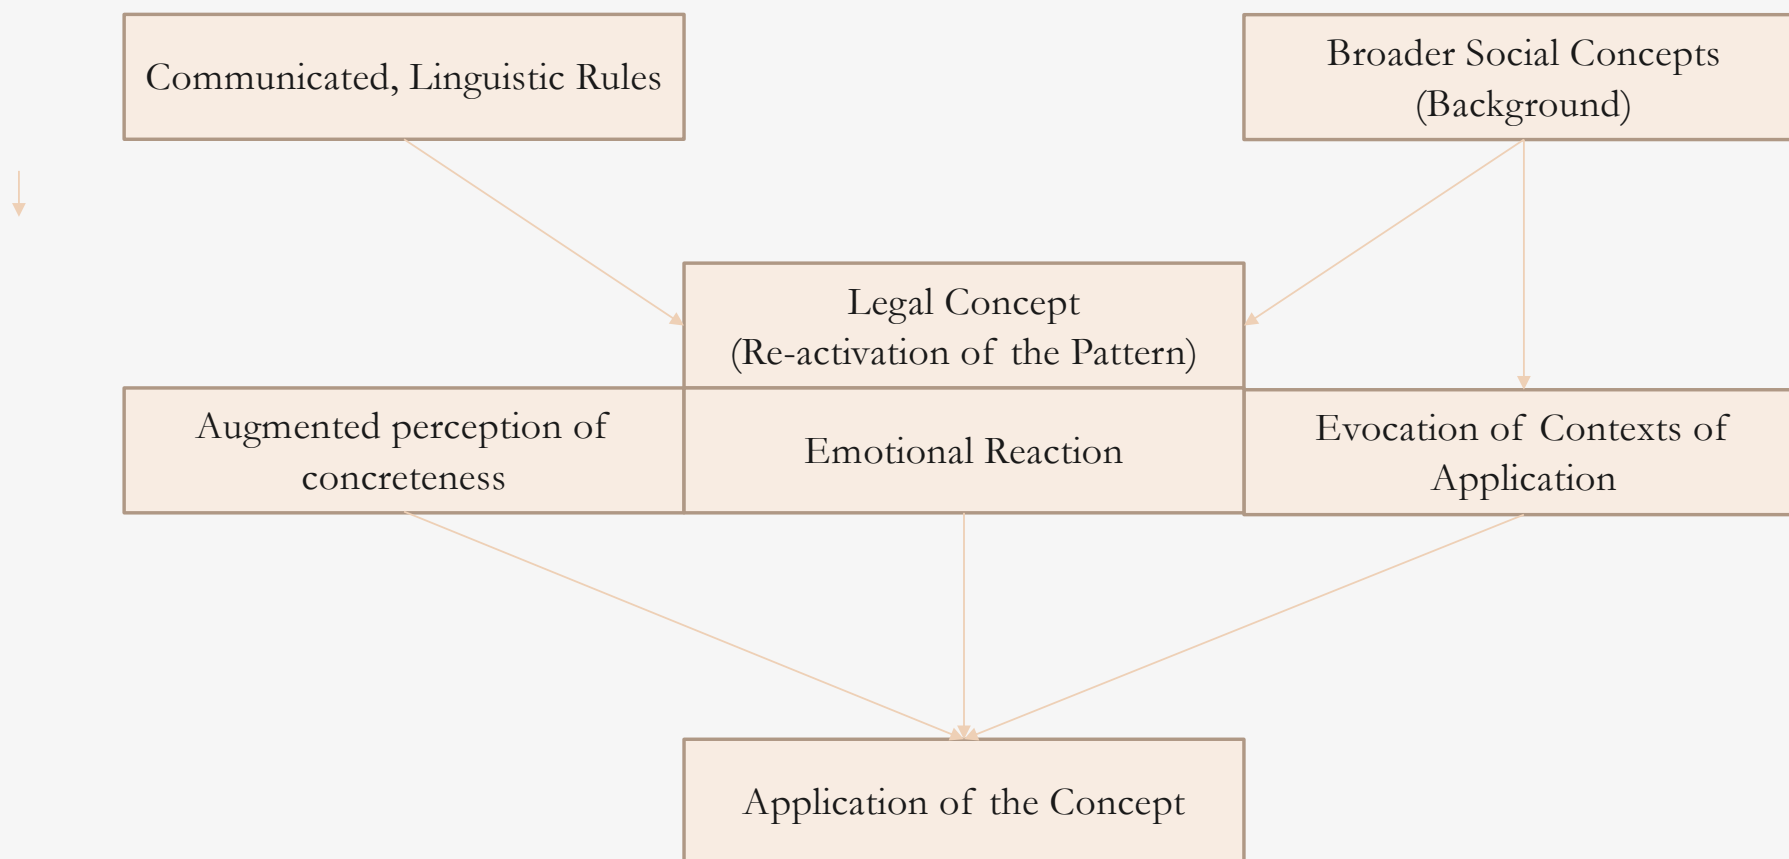 Communicated, Linguistic Rules
Broader Social Concepts
(Background)
Legal Concept
(Re-activation of the Pattern)
Augmented perception of
concreteness
Emotional Reaction
Evocation of Contexts of
Application
Application of the Concept